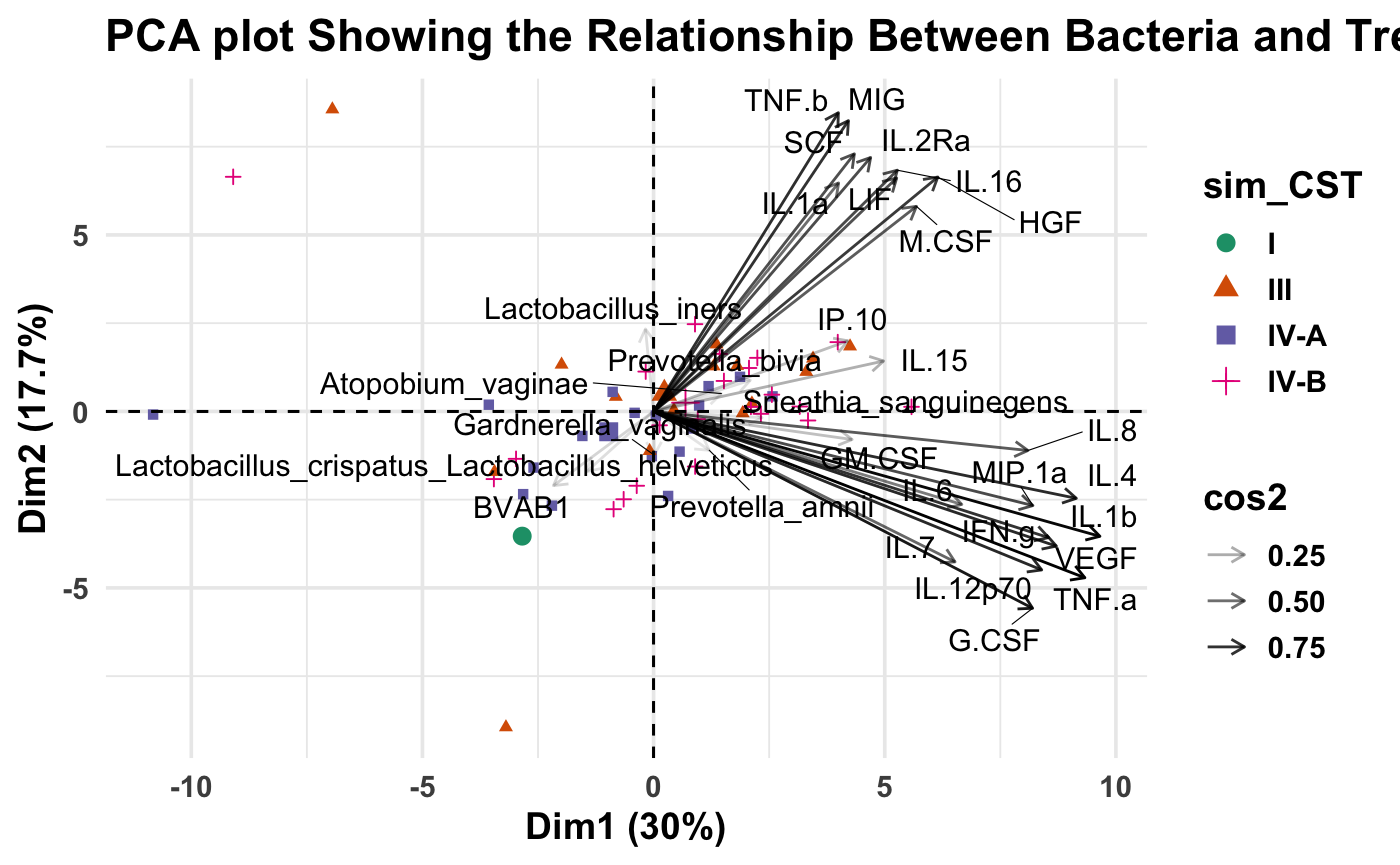 PCA plot Showing the Relationship Between Bacteria and Tre
Dim2 (17.7%)
5
0
-5
TNF.b MIG
SCF IL.2Ra
IL.16
IL.1a LIF
HGF
M.CSF
Lactobacillus_iners
IP.10
Prevotella_bivia
IL.15
Atopobium_vaginae
Sneathia_sanguinegens
Gardnerella_vaginalis
IL.8
GM.CSF
Lactobacillus_crispatus_Lactobacillus_helveticus
MIP.1a IL.4
IL.6
BVAB1
Prevotella_amnii
IL.1b
IFN.g
IL.7
VEGF
IL.12p70
TNF.a
G.CSF
-10
-5
0
5
10
Dim1 (30%)
sim_CST
I
III
IV-A
IV-B
cos2
0.25
0.50
0.75